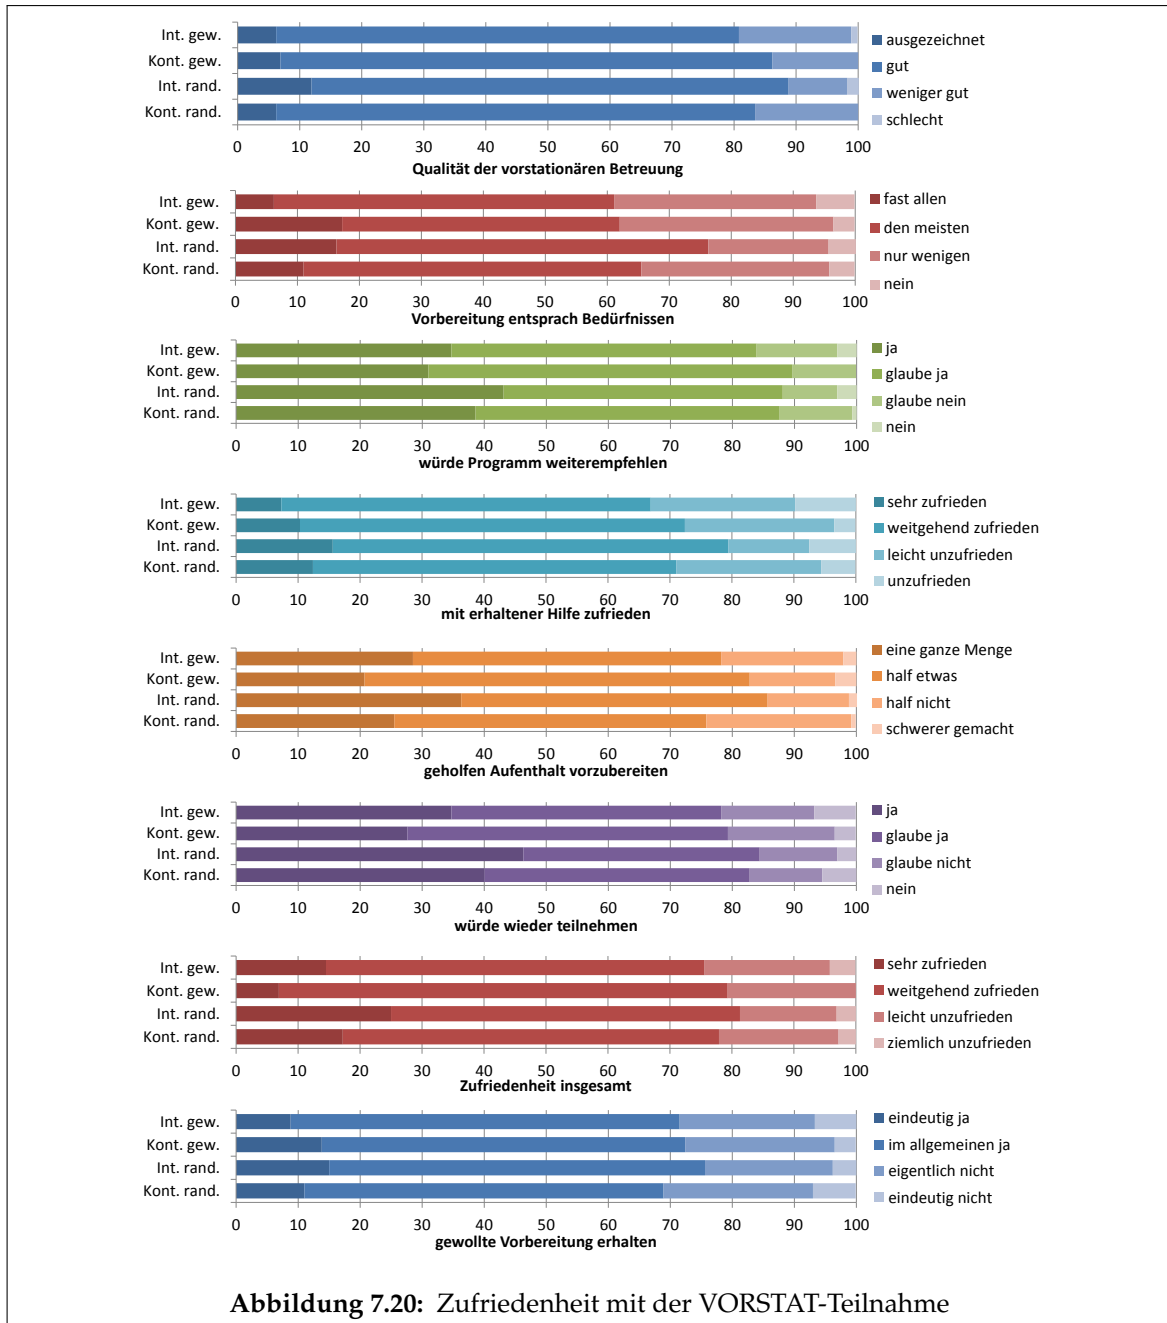 Int. gew.
Kont. gew.
Int. rand.
Kont. rand.
ausgezeichnet
gut
weniger gut
schlecht
0 10 20 30 40 50 60 70 80 90 100
Qualität der vorstationären Betreuung
Int. gew.
Kont. gew.
Int. rand.
Kont. rand.
fast allen
den meisten
nur wenigen
nein
0 10 20 30 40 50 60 70 80 90 100
Vorbereitung entsprach Bedürfnissen
Int. gew.
Kont. gew.
Int. rand.
Kont. rand.
ja
glaube ja
glaube nein
nein
0 10 20 30 40 50 60 70 80 90 100
würde Programm weiterempfehlen
Int. gew.
Kont. gew.
Int. rand.
Kont. rand.
sehr zufrieden
weitgehend zufrieden
leicht unzufrieden
unzufrieden
0 10 20 30 40 50 60 70 80 90 100
mit erhaltener Hilfe zufrieden
Int. gew.
Kont. gew.
Int. rand.
Kont. rand.
eine ganze Menge
half etwas
half nicht
schwerer gemacht
0 10 20 30 40 50 60 70 80 90 100
geholfen Aufenthalt vorzubereiten
Int. gew.
Kont. gew.
Int. rand.
Kont. rand.
ja
glaube ja
glaube nicht
nein
0 10 20 30 40 50 60 70 80 90 100
würde wieder teilnehmen
Int. gew.
Kont. gew.
Int. rand.
Kont. rand.
sehr zufrieden
weitgehend zufrieden
leicht unzufrieden
ziemlich unzufrieden
0 10 20 30 40 50 60 70 80 90 100
Zufriedenheit insgesamt
Int. gew.
Kont. gew.
Int. rand.
Kont. rand.
eindeutig ja
im allgemeinen ja
eigentlich nicht
eindeutig nicht
0 10 20 30 40 50 60 70 80 90 100
gewollte Vorbereitung erhalten
Abbildung 7.20: Zufriedenheit mit der VORSTAT-Teilnahme